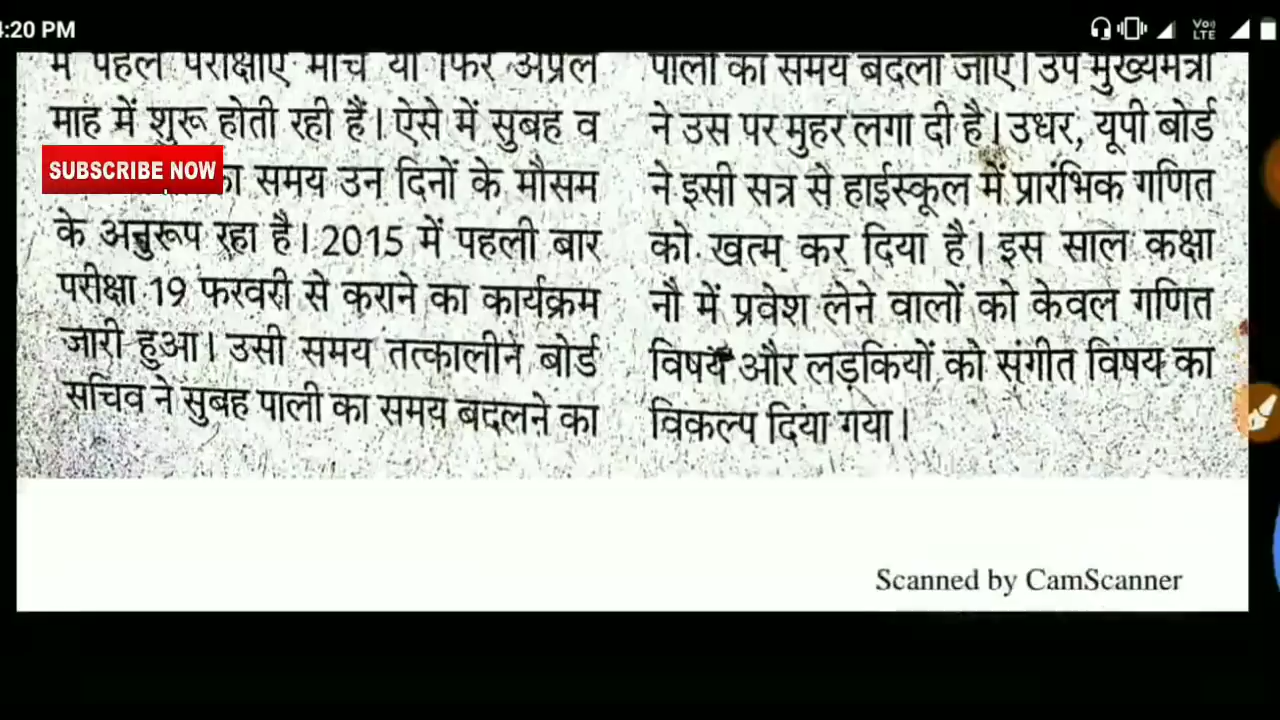 4:20 PM
Vo) LTE
में पहले परीक्षाएं मार्च या फिर अप्रैल
माह में शुरू होती रही हैं। ऐसे में सुबह व
SUBSCRIBE NOW
का समय उन दिनों के मौसम
के अनुरूप रहा है। 2015 में पहली बार
परीक्षा 19 फरवरी से कराने का कार्यक्रम
जारी हुआ। उसी समय तत्कालीन बोर्ड
सचिव ने सुबह पाली का समय बदलने का
पाली का समय बदला जाए। उप मुख्यमंत्री
ने उस पर मुहर लगा दी है। उधर, यूपी बोर्ड
ने इसी सत्र से हाईस्कूल में प्रारंभिक गणित
को खत्म कर दिया है। इस साल कक्षा
नौ में प्रवेश लेने वालों को केवल गणित
विषय और लड़कियों को संगीत विषय का
विकल्प दिया गया।
Scanned by CamScanner